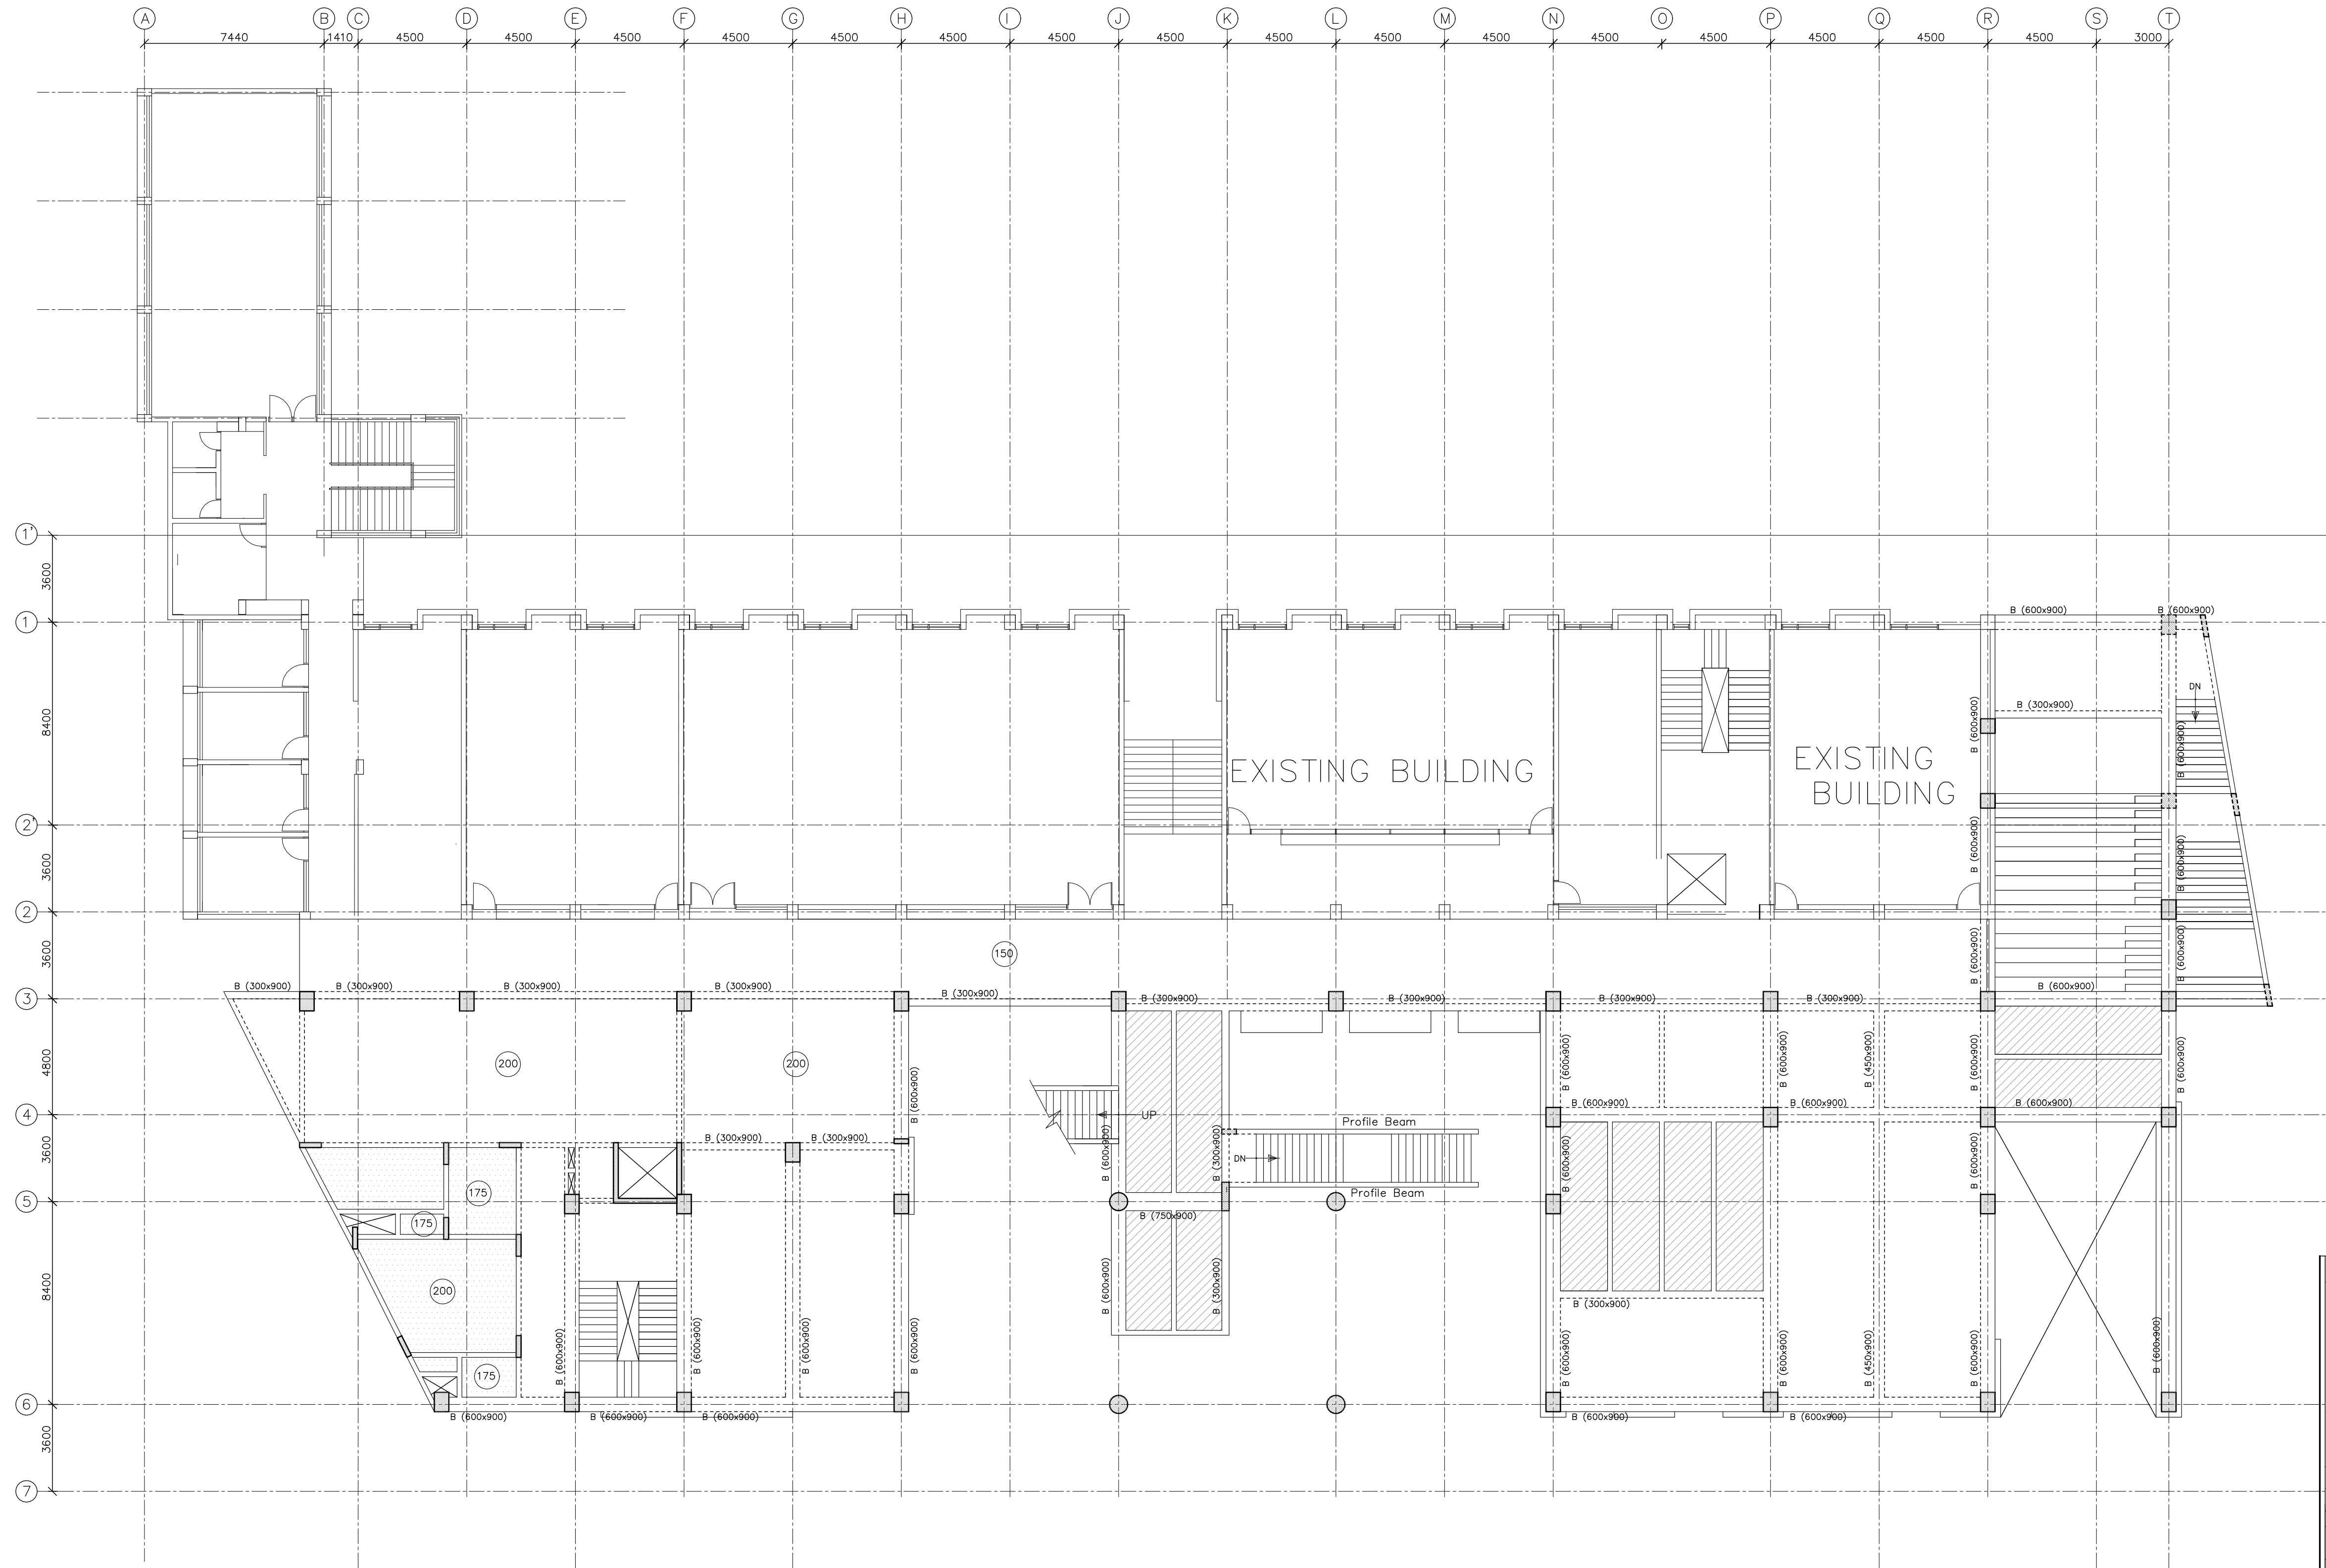 A B C D E F G H I J K L M N O P Q R S T
7440 1410 4500 4500 4500 4500 4500 4500 4500 4500 4500 4500 4500 4500 4500 4500 4500 4500 3000
1'
3600
1
B (600x900) B (600x900)
DN
B (300x900)
8400
B (600x900)
B (600x900)
EXISTING BUILDING
EXISTING
BUILDING
2'
3600
B (600x900)
B (600x900)
2
3600
150
B (600x900)
B (600x900)
B (300x900) B (300x900) B (300x900) B (300x900) B (300x900) B (600x900)
3
B (300x900) B (300x900) B (300x900) B (300x900)
4800
200 200
B (600x900)
B (600x900)
B (600x900)
B (450x900)
B (600x900)
B (600x900)
4
UP
B (600x900) B (600x900) B (600x900)
Profile Beam
3600
B (300x900) B (300x900)
B (600x900)
B (300x900)
B (600x900)
B (600x900)
DN
175
Profile Beam
5
175
B (750x900)
8400
200
B (600x900)
B (300x900)
B (300x900)
B (600x900)
B (600x900)
B (600x900)
B (600x900)
B (600x900)
B (600x900)
B (600x900)
B (450x900)
B (600x900)
B (600x900)
175
6
B (600x900) B (600x900) B (600x900) B (600x900) B (600x900)
3600
7